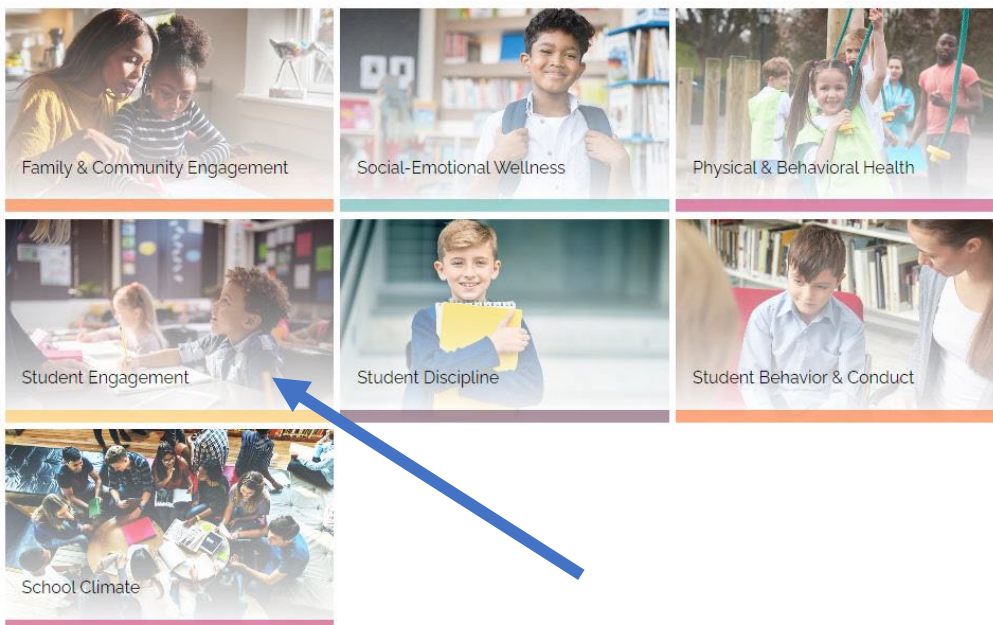 Family & Community Engagement
Social-Emotional Wellness
Physical & Behavioral Health
Student Engagement
Student Discipline
Student Behavior & Conduct
School Climate